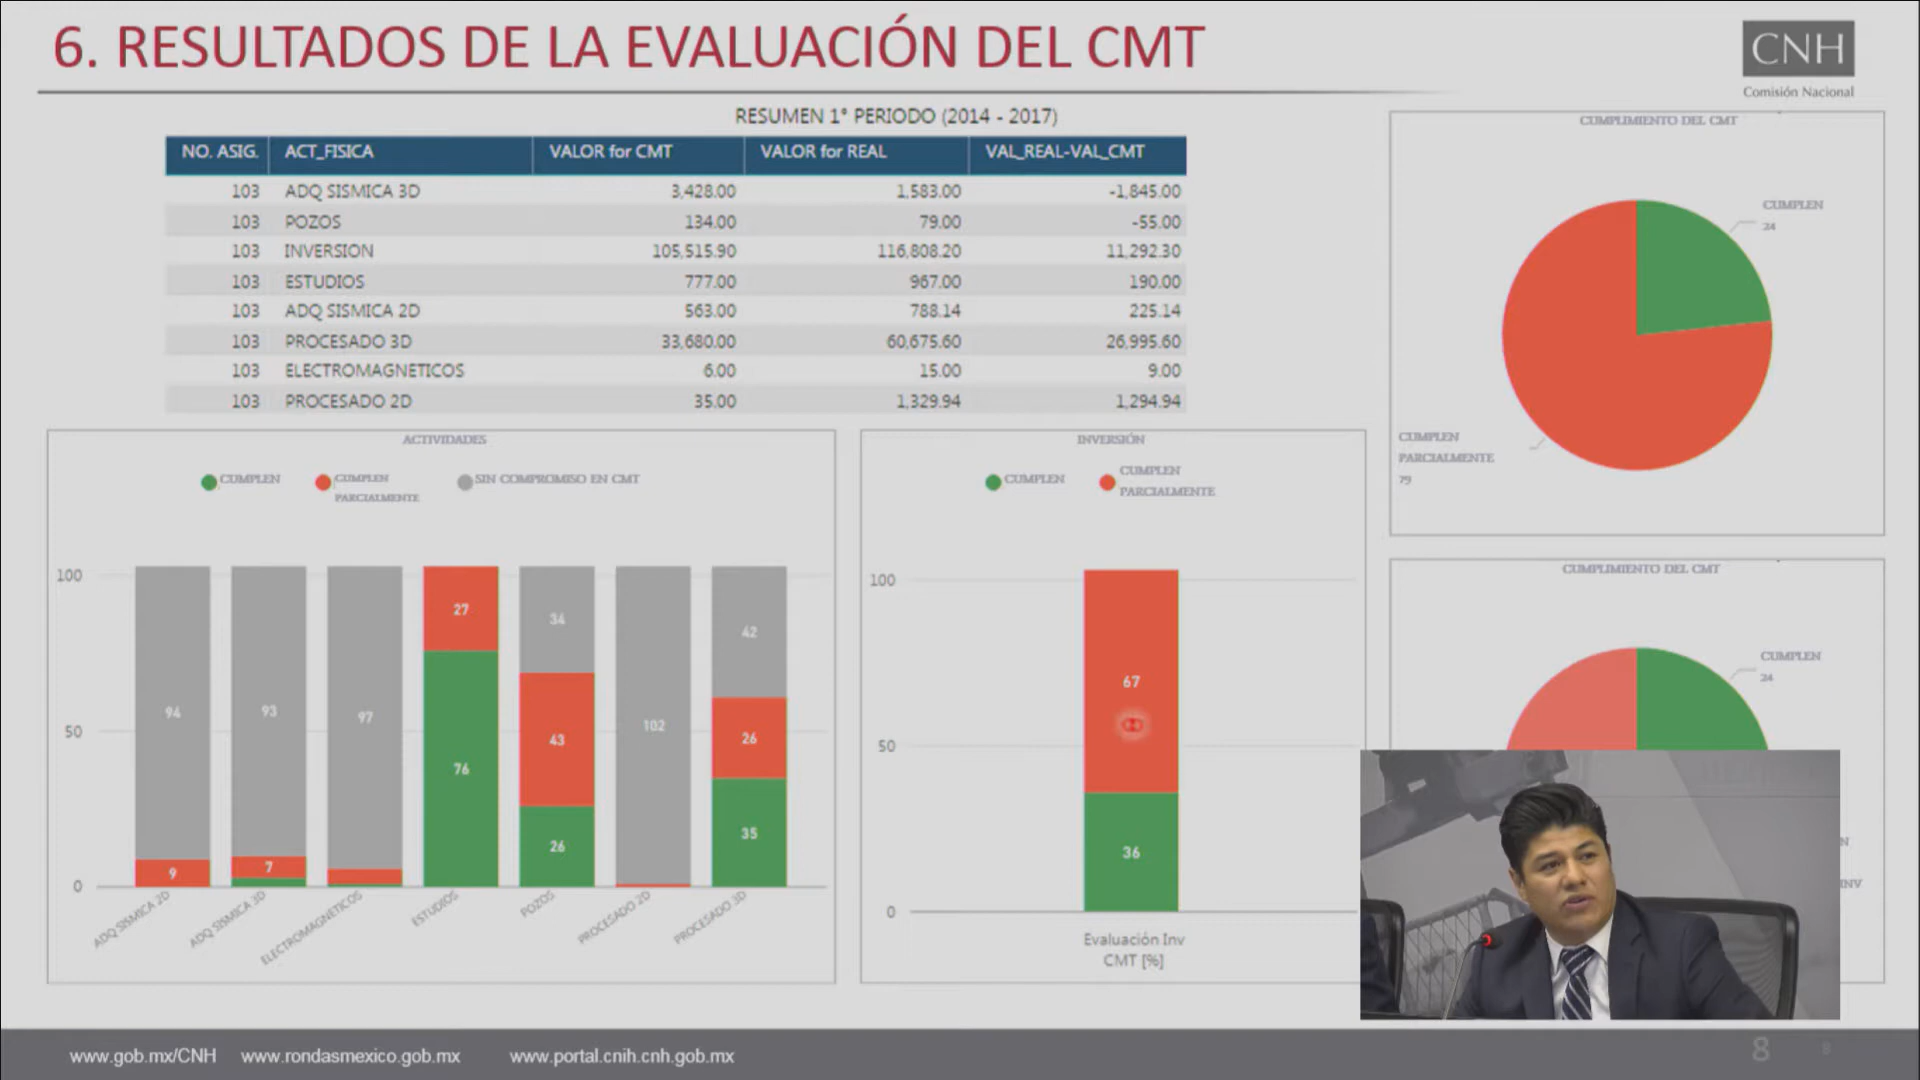 6. RESULTADOS DE LA EVALUACIÓN DEL CMT
CNH
Comisión Nacional
RESUMEN 1° PERIODO (2014 - 2017)
NO. ASIG. ACT_FISICA VALOR for CMT VALOR for REAL VAL_REAL-VAL_CMT
103 ADQ SISMICA 3D 3,428.00 1,583.00 -1,845.00
103 POZOS 134.00 79.00 -55.00
103 INVERSION 105,515.90 116,808.20 11,292.30
103 ESTUDIOS 777.00 967.00 190.00
103 ADQ SISMICA 2D 563.00 788.14 225.14
103 PROCESADO 3D 33,680.00 60,675.60 26,995.60
103 ELECTROMAGNETICOS 6.00 15.00 9.00
103 PROCESADO 2D 35.00 1,329.94 1,294.94
CUMPLIMIENTO DEL CMT
CUMPLEN
24
CUMPLEN
PARCIALMENTE
79
ACTIVIDADES
CUMPLEN
CUMPLEN
PARCIALMENTE
SIN COMPROMISO EN CMT
100
50
0
94
9
93
7
97
27
76
34
43
26
102
42
26
35
ADQ SISMICA 2D
ADQ SISMICA 3D
ELECTROMAGNETICOS
ESTUDIOS
POZOS
PROCESADO 2D
PROCESADO 3D
INVERSIÓN
CUMPLEN
CUMPLEN
PARCIALMENTE
100
50
0
67
36
Evaluación Inv
CMT [%]
CUMPLIMIENTO DEL CMT
CUMPLEN
24
N
INV
www.gob.mx/CNH www.rondasmexico.gob.mx www.portal.cnih.cnh.gob.mx
8 8